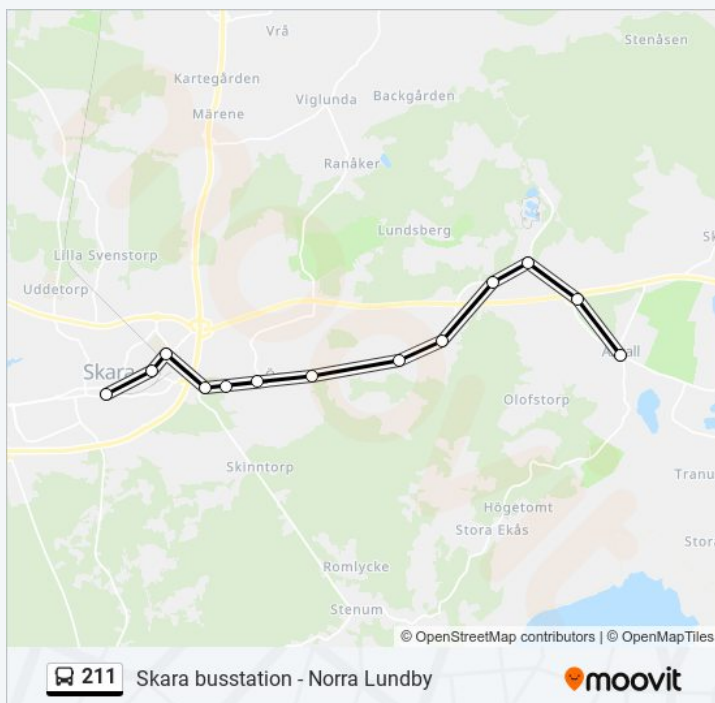 Vrå
Stenåsen
Kartegården
Backgården
Viglunda
Märene
Ranåker
Lundsberg
Lilla Svenstorp
Uddetorp
Skara
Olofstorp
Skinntorp
Tranu
Högetomt
Stora Ekås
Stora
Romlycke
Stenum
© OpenStreetMap contributors | © OpenMapTiles
211 Skara busstation - Norra Lundby
moovit